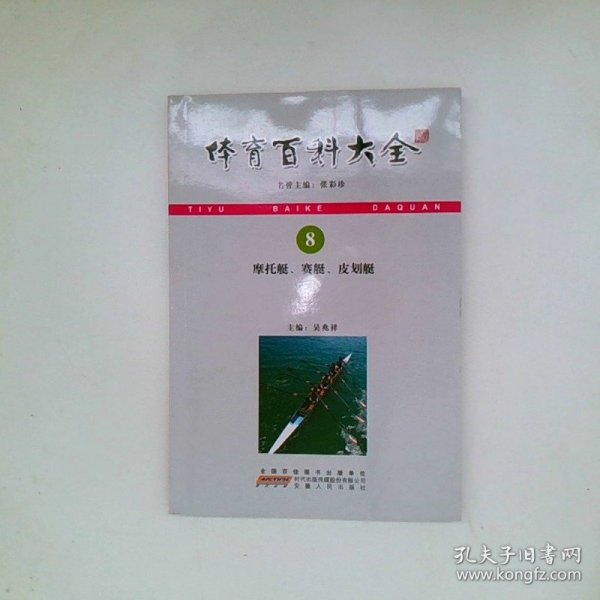 体育百科大全
名誉主编：张彩珍
TIYU BAIKE DAQUAN
8
摩托艇、赛艇、皮划艇
主编：吴兆祥
全国百佳图书出版单位
时代出版传媒股份有限公司
安徽人民出版社
孔夫子旧书网
www.kongfz.com